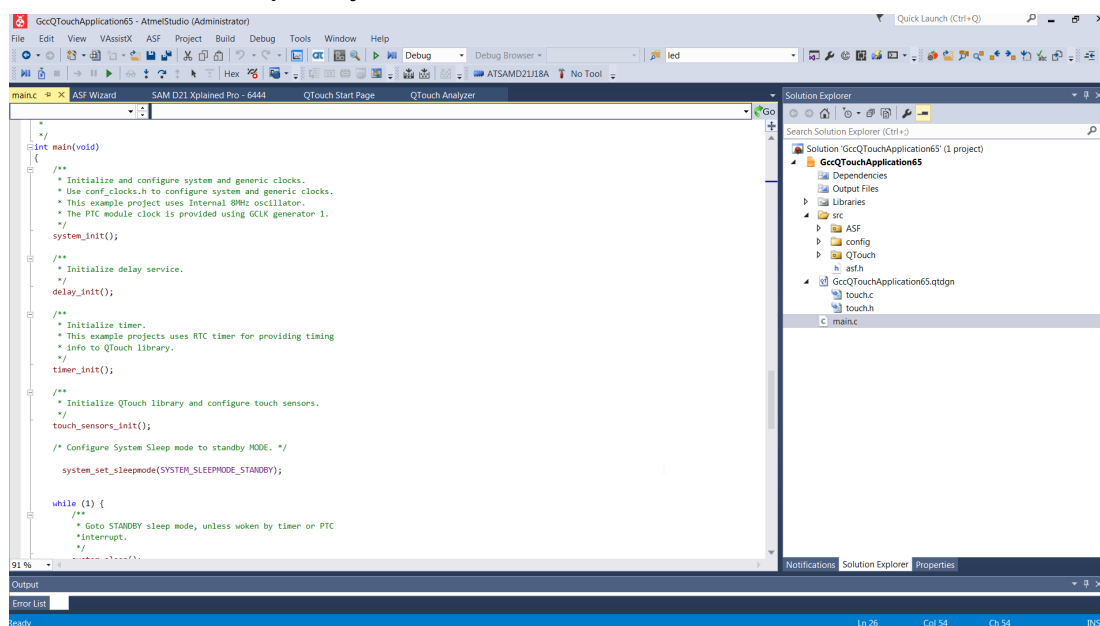 GccQTouchApplication65 - AtmelStudio (Administrator)
Quick Launch (Ctrl+Q)
File Edit View VAssistX ASF Project Build Debug Tools Window Help
Debug Debug Browser led
Hex ATSAMD21J18A No Tool
main.c ASF Wizard SAM D21 Xplained Pro - 6444 QTouch Start Page QTouch Analyzer
Go
*
*/
int main(void)
{
/**
* Initialize and configure system and generic clocks.
* Use conf_clocks.h to configure system and generic clocks.
* This example project uses Internal 8MHz oscillator.
* The PTC module clock is provided using GCLK generator 1.
*/
system_init();
/**
* Initialize delay service.
*/
delay_init();
/**
* Initialize timer.
* This example projects uses RTC timer for providing timing
* info to QTouch library.
*/
timer_init();
/**
* Initialize QTouch library and configure touch sensors.
*/
touch_sensors_init();
/* Configure System Sleep mode to standby MODE. */
system_set_sleepmode(SYSTEM_SLEEPMODE_STANDBY);
while (1) {
/**
* Goto STANDBY sleep mode, unless woken by timer or PTC
*interrupt.
*/
91 %
Solution Explorer
Search Solution Explorer (Ctrl+;)
Solution 'GccQTouchApplication65' (1 project)
GccQTouchApplication65
Dependencies
Output Files
Libraries
src
ASF
config
QTouch
asf.h
GccQTouchApplication65.qtdgn
touch.c
touch.h
main.c
Notifications Solution Explorer Properties
Output
Error List
Ready Ln 26 Col 54 Ch 54 INS